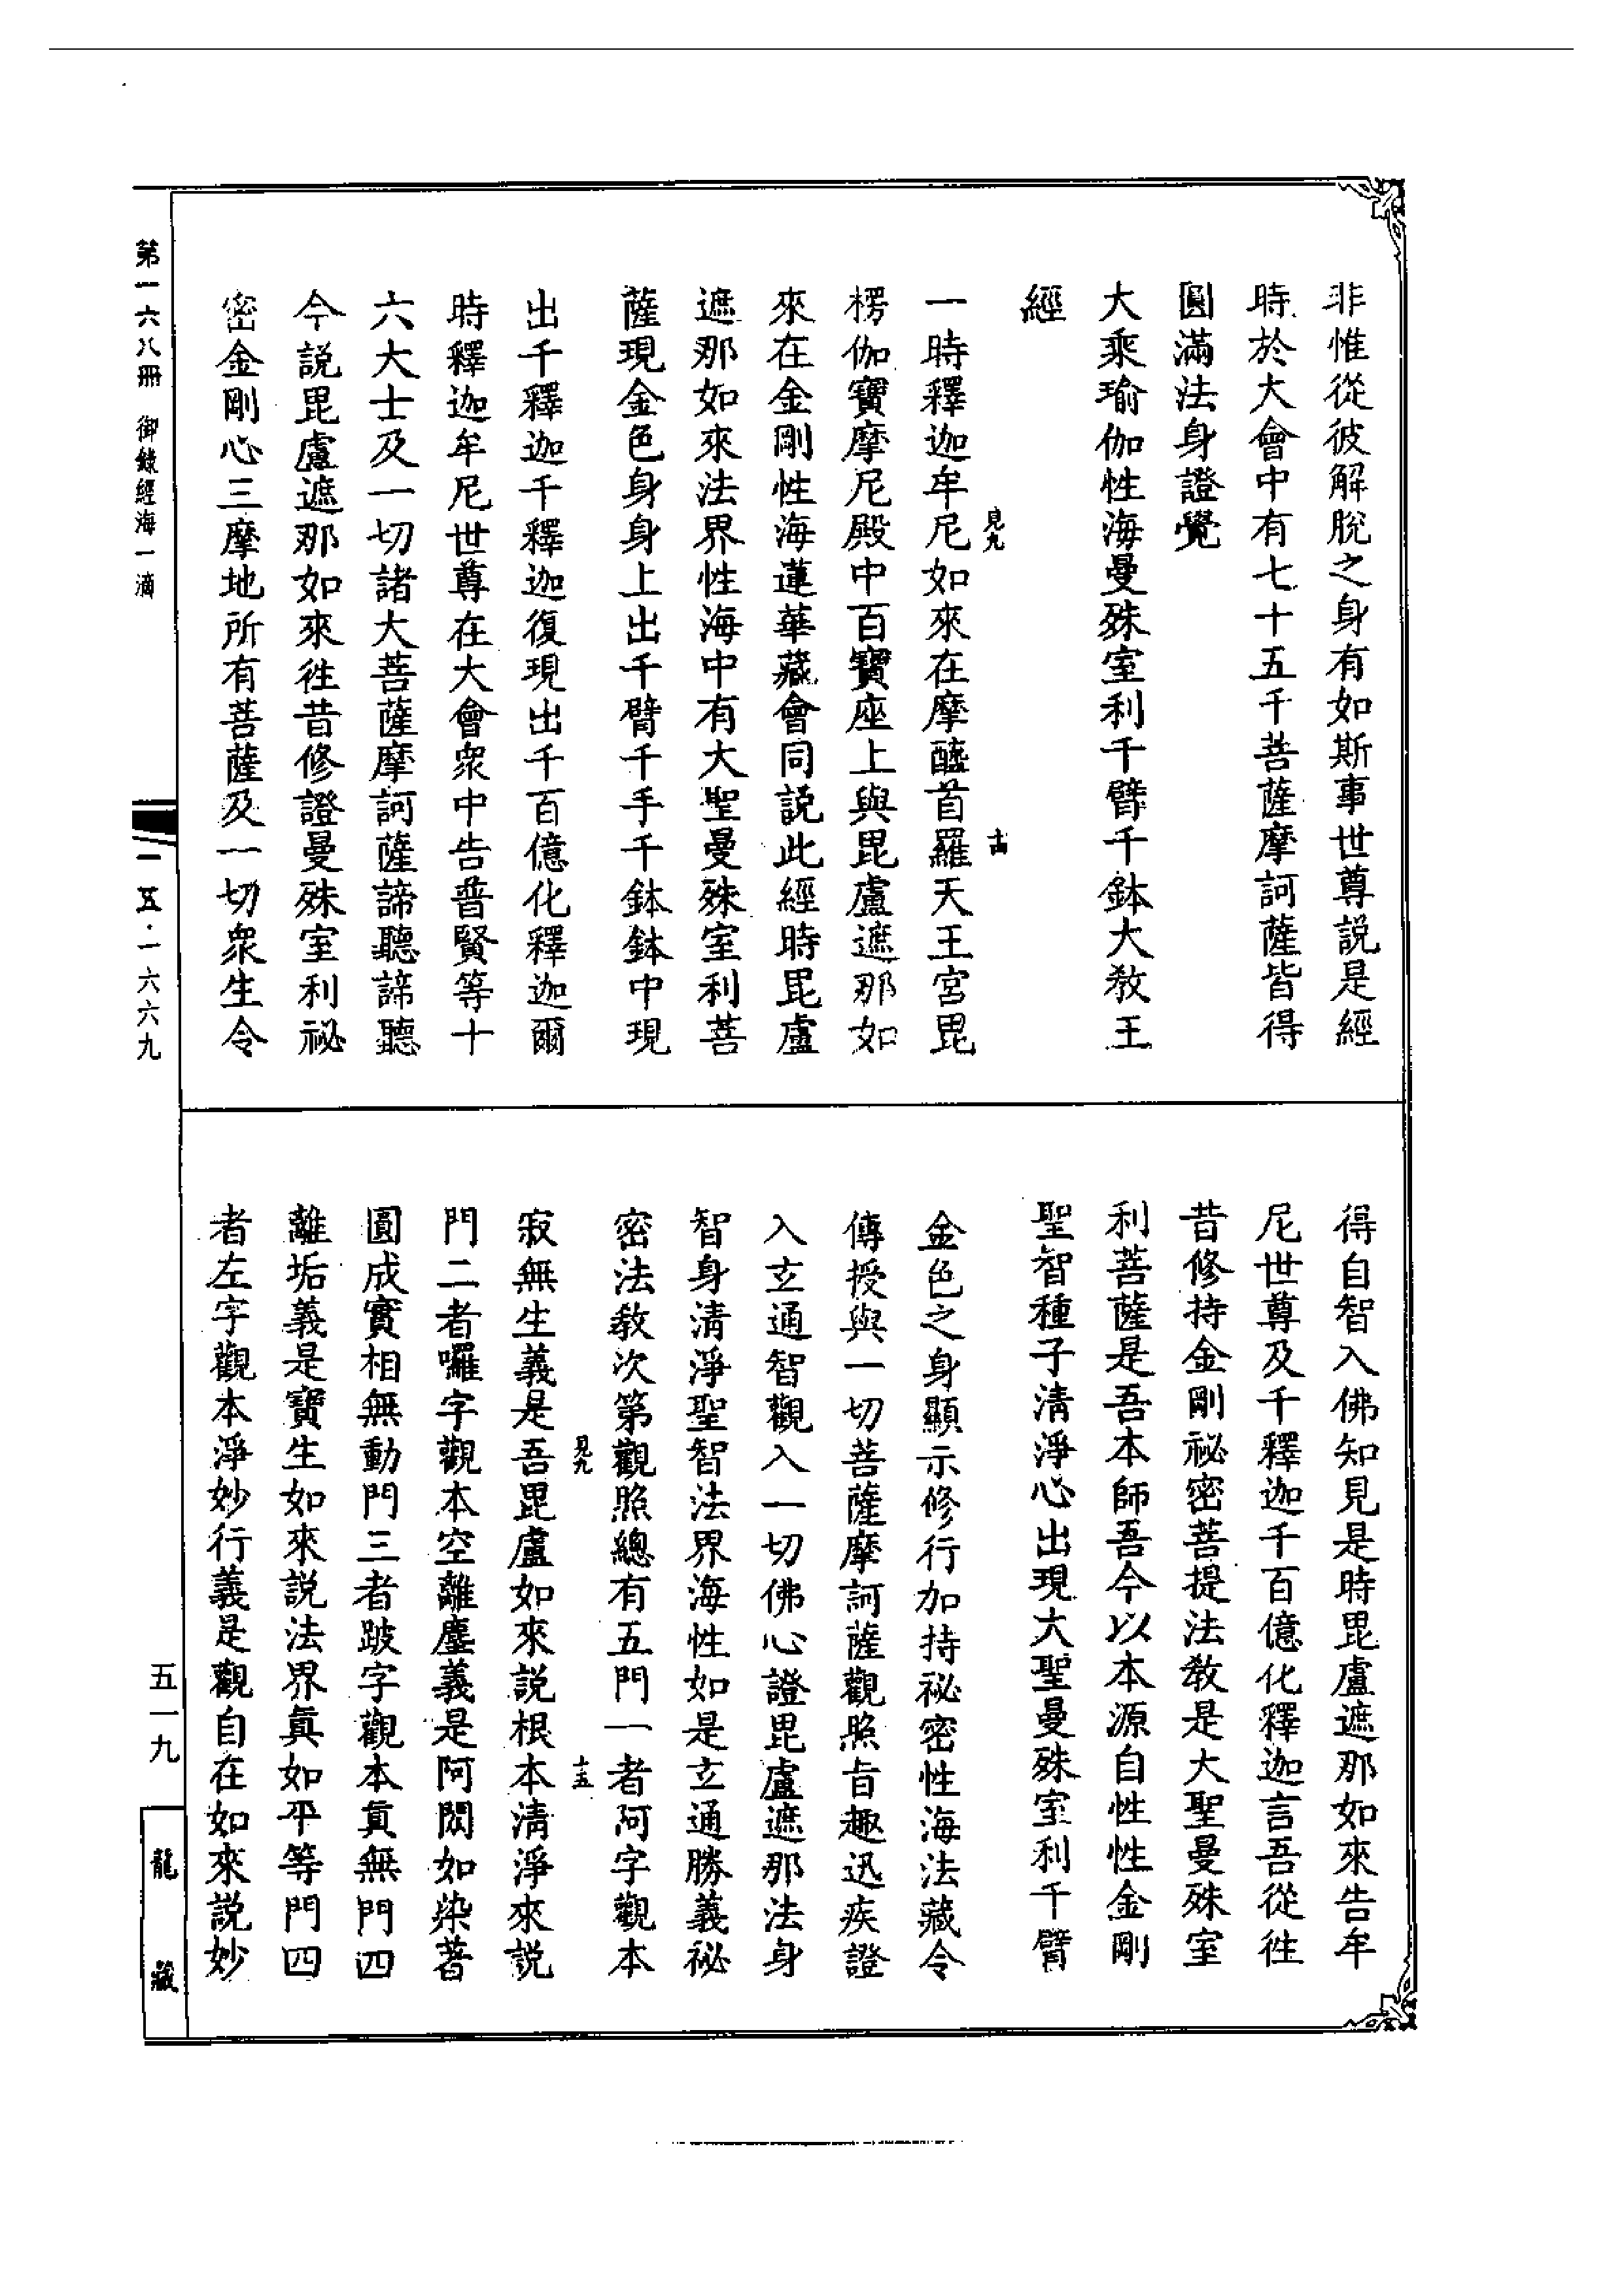 非惟從彼解脫之身有如斯事世尊說是經
時於大會中有七十五千菩薩摩訶薩皆得
圓滿法身證覺
大乘瑜伽性海曼殊室利千臂千鉢大教王
經
見九
十四
一時釋迦牟尼如來在摩醯首羅天王宮毘
楞伽寶摩尼殿中百寶座上與毘盧遮那如
來在金剛性海蓮華藏會同説此經時毘盧
遮那如來法界性海中有大聖曼殊室利菩
薩現金色身身上出千臂千手千鉢鉢中現
出千釋迦千釋迦復現出千百億化釋迦爾
時釋迦牟尼世尊在大會衆中告普賢等十
六大士及一切諸大菩薩摩訶薩諦聽諦聽
今説毘盧遮那如來徃昔修證曼殊室利祕
密金剛心三摩地所有菩薩及一切衆生令
得自智入佛知見是時毘盧遮那如來告牟
尼世尊及千釋迦千百億化釋迦言吾從徃
昔修持金剛祕密菩提法教是大聖曼殊室
利菩薩是吾本師吾今以本源自性性金剛
聖智種子清淨心出現大聖曼殊室利千臂
金色之身顯示修行加持祕密性海法藏令
傳授與一切菩薩摩訶薩觀照旨趣迅疾證
入玄通智觀入一切佛心證毘盧遮那法身
智身清淨聖智法界海性如是玄通勝義祕
密法教次第觀照總有五門一者阿字觀本
見九
十五
寂無生義是吾毘盧如來説根本清淨來説
門二者囉字觀本空離塵義是阿閦如染著
圓成實相無動門三者跛字觀本真無門四
離垢義是寶生如來説法界真如平等門四
者左字觀本淨妙行義是觀自在如來説妙
第一六八冊 御錄經海一滴
一五·一六六九
五一九
龍藏